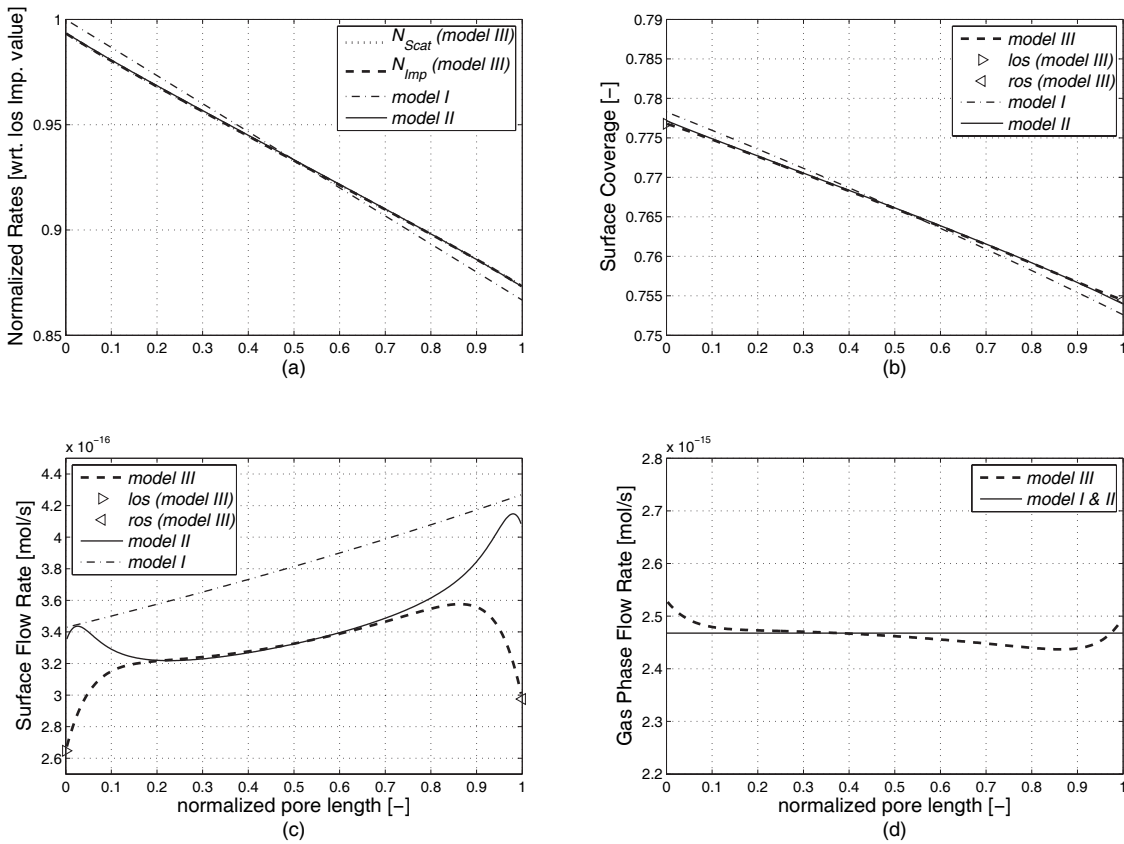 Normalized Rates [wrt. los Imp. value]
1
0.95
0.9
0.85
N_Scat (model III)
N_Imp (model III)
model I
model II
0 0.1 0.2 0.3 0.4 0.5 0.6 0.7 0.8 0.9 1
(a)
Surface Coverage [−]
0.79
0.785
0.78
0.775
0.77
0.765
0.76
0.755
0.75
model III
los (model III)
ros (model III)
model I
model II
0 0.1 0.2 0.3 0.4 0.5 0.6 0.7 0.8 0.9 1
(b)
Surface Flow Rate [mol/s]
x 10⁻¹⁶
4.4
4.2
4
3.8
3.6
3.4
3.2
3
2.8
2.6
model III
los (model III)
ros (model III)
model II
model I
0 0.1 0.2 0.3 0.4 0.5 0.6 0.7 0.8 0.9 1
normalized pore length [−]
(c)
Gas Phase Flow Rate [mol/s]
x 10⁻¹⁵
2.8
2.7
2.6
2.5
2.4
2.3
2.2
model III
model I & II
0 0.1 0.2 0.3 0.4 0.5 0.6 0.7 0.8 0.9 1
normalized pore length [−]
(d)